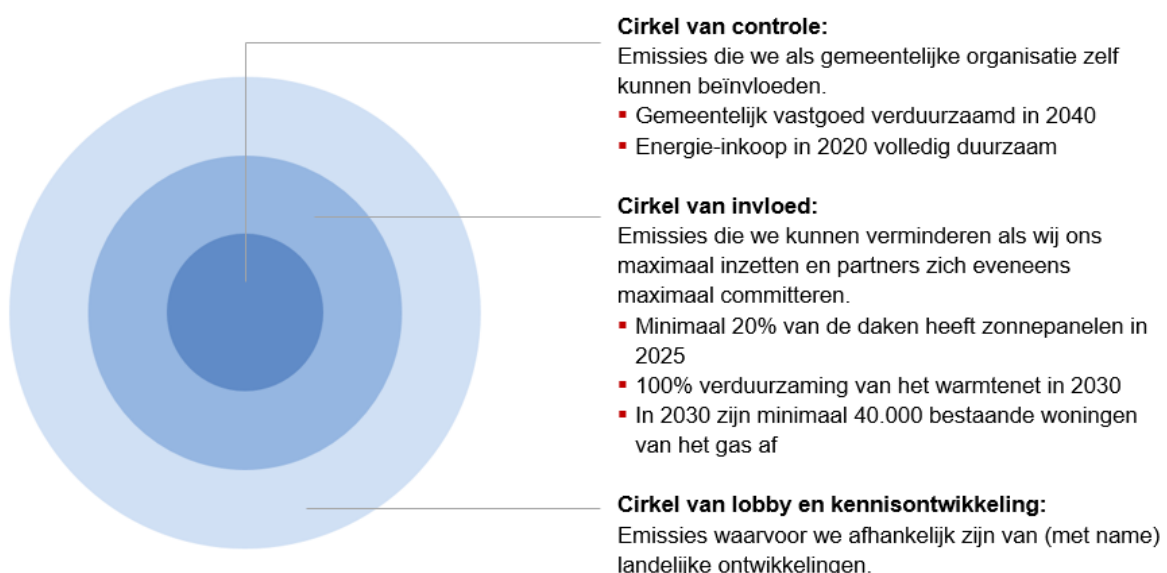 Cirkel van controle:
Emissies die we als gemeentelijke organisatie zelf
kunnen beïnvloeden.
▪ Gemeentelijk vastgoed verduurzaamd in 2040
▪ Energie-inkoop in 2020 volledig duurzaam
Cirkel van invloed:
Emissies die we kunnen verminderen als wij ons
maximaal inzetten en partners zich eveneens
maximaal committeren.
▪ Minimaal 20% van de daken heeft zonnepanelen in
2025
▪ 100% verduurzaming van het warmtenet in 2030
▪ In 2030 zijn minimaal 40.000 bestaande woningen
van het gas af
Cirkel van lobby en kennisontwikkeling:
Emissies waarvoor we afhankelijk zijn van (met name)
landelijke ontwikkelingen.